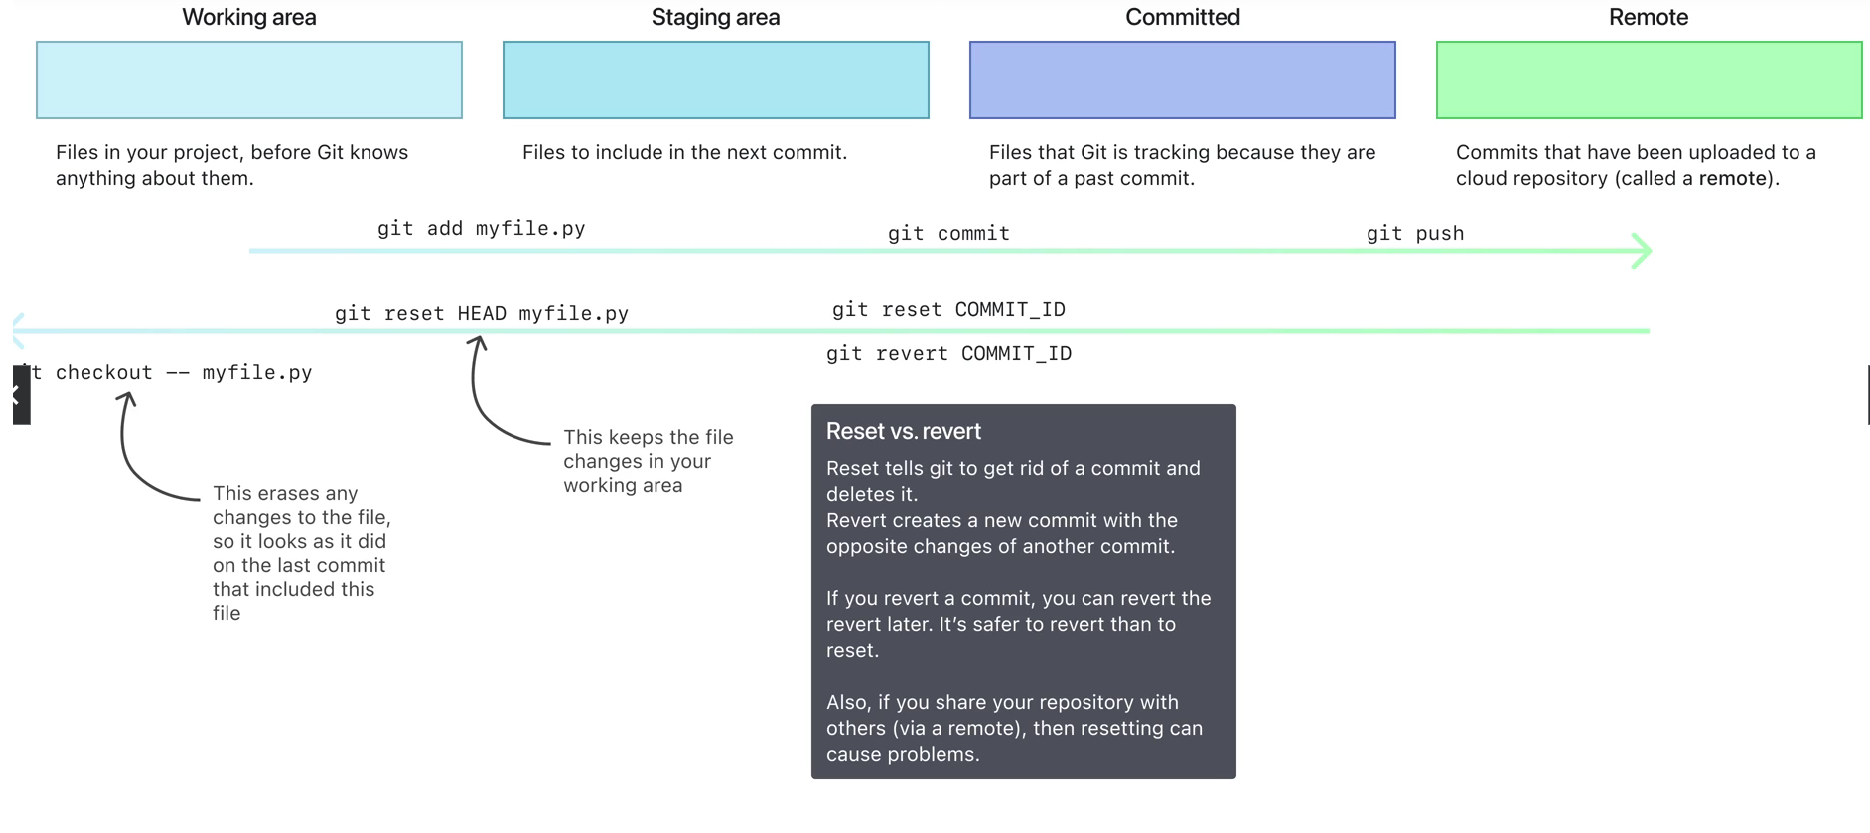 Working area
Staging area
Committed
Remote
Files in your project, before Git knows
anything about them.
Files to include in the next commit.
Files that Git is tracking because they are
part of a past commit.
Commits that have been uploaded to a
cloud repository (called a remote).
git add myfile.py
git commit
git push
git reset HEAD myfile.py
git reset COMMIT_ID
git revert COMMIT_ID
checkout -- myfile.py
This keeps the file
changes in your
working area
This erases any
changes to the file,
so it looks as it did
on the last commit
that included this
file
Reset vs. revert
Reset tells git to get rid of a commit and
deletes it.
Revert creates a new commit with the
opposite changes of another commit.
If you revert a commit, you can revert the
revert later. It's safer to revert than to
reset.
Also, if you share your repository with
others (via a remote), then resetting can
cause problems.